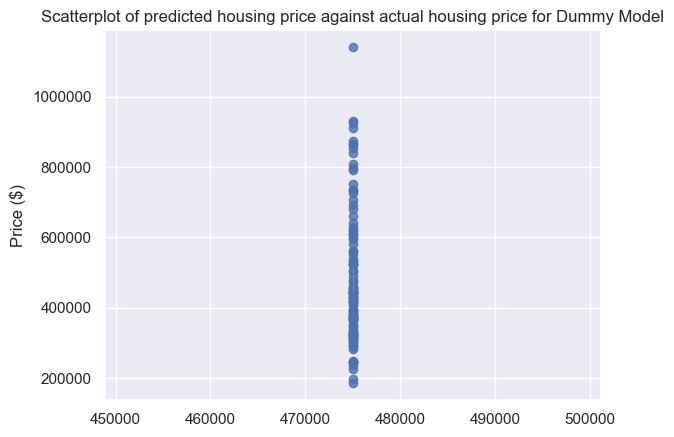 Scatterplot of predicted housing price against actual housing price for Dummy Model
Price ($)
1000000
800000
600000
400000
200000
450000 460000 470000 480000 490000 500000